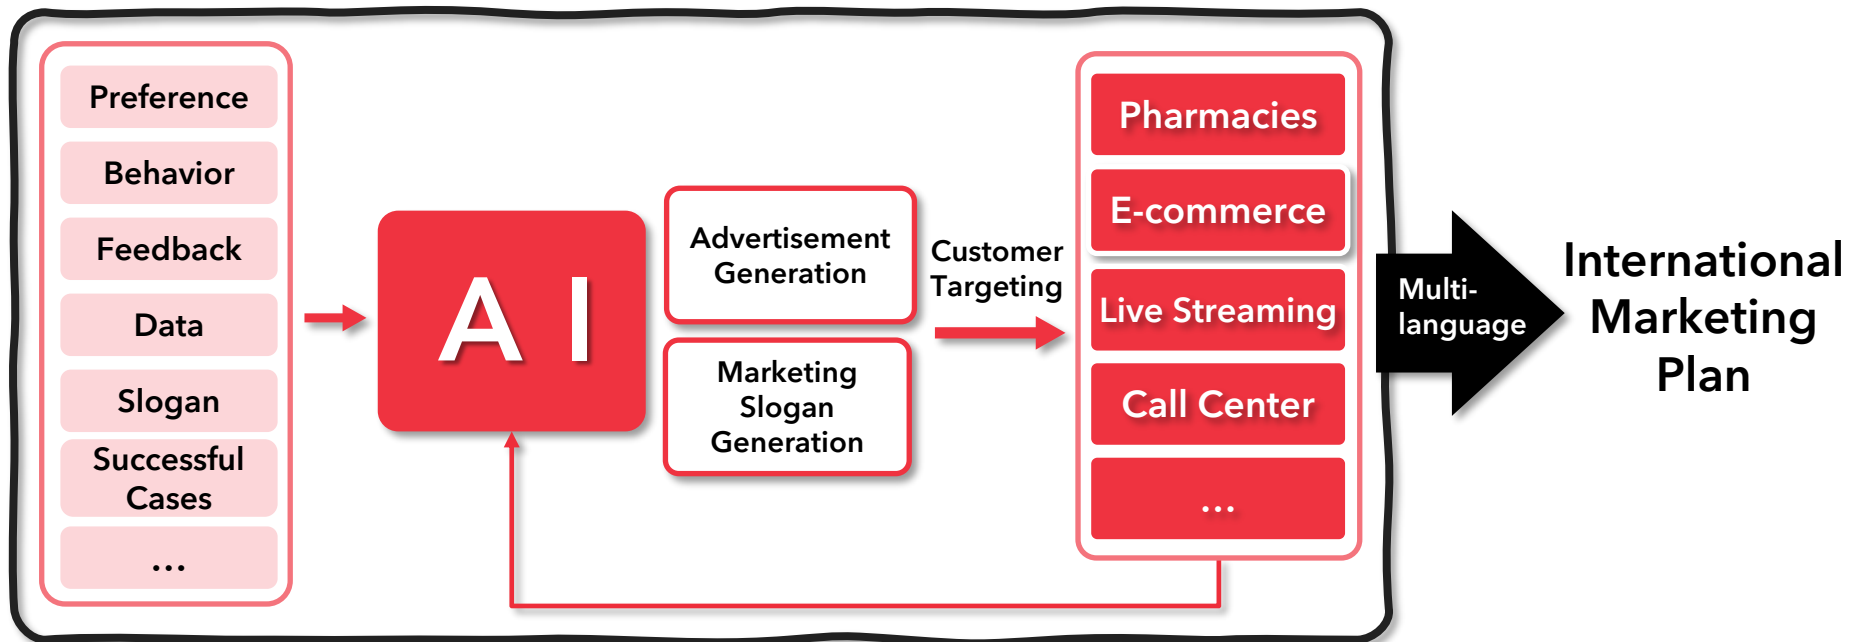 Preference
Behavior
Feedback
Data
Slogan
Successful
Cases
...
A I
Advertisement
Generation
Marketing
Slogan
Generation
Customer
Targeting
Pharmacies
E-commerce
Live Streaming
Call Center
...
Multi-
language
International
Marketing
Plan